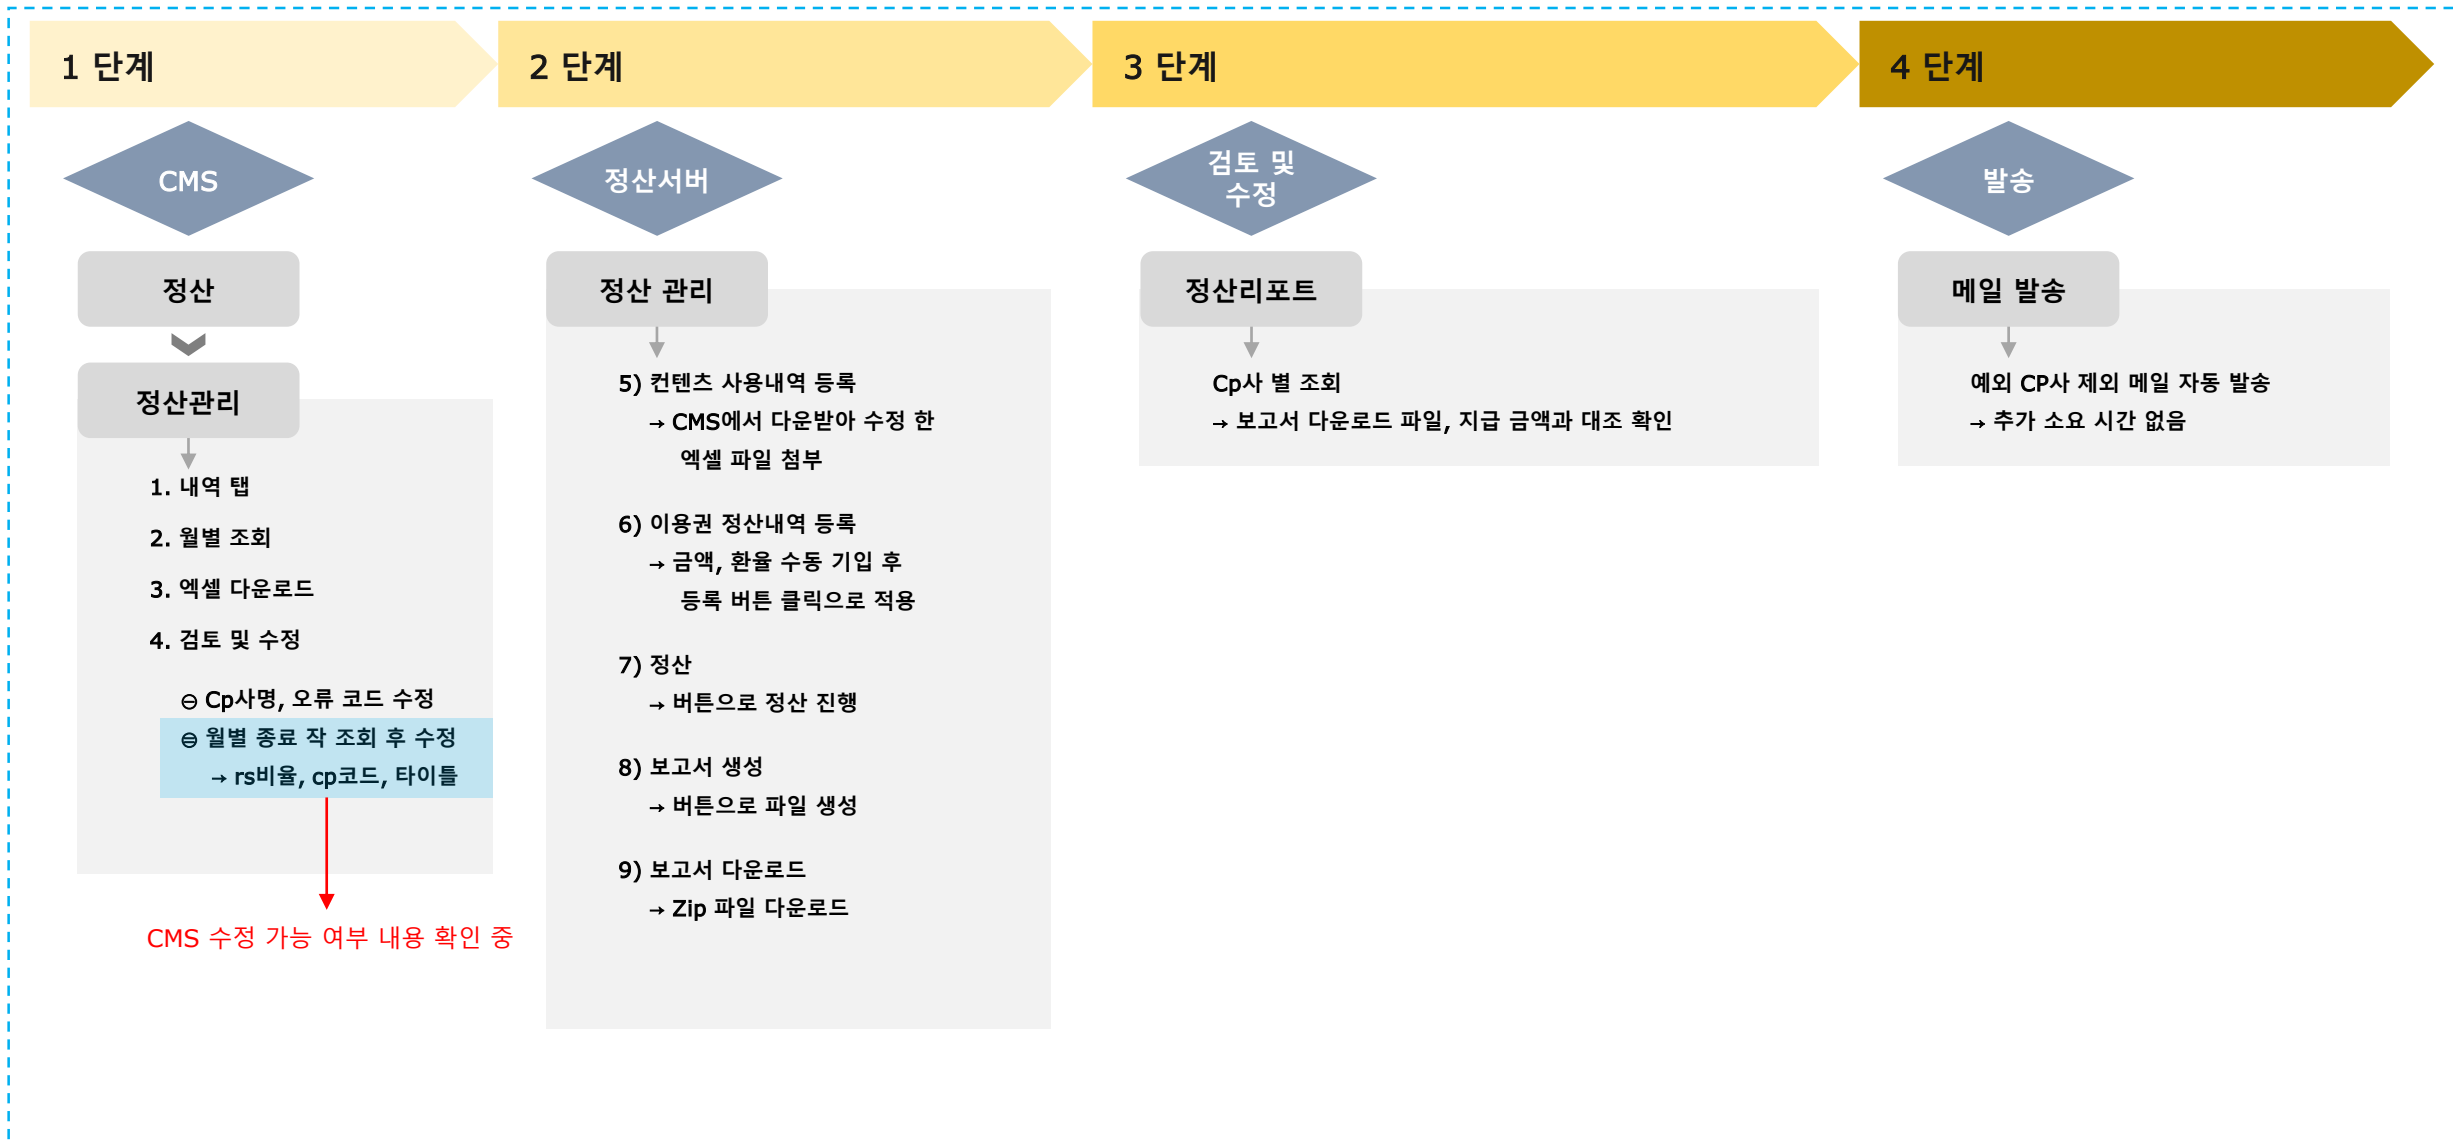 1 단계
CMS
정산
정산관리
1. 내역 탭
2. 월별 조회
3. 엑셀 다운로드
4. 검토 및 수정
⊖ Cp사명, 오류 코드 수정
⊖ 월별 종료 작 조회 후 수정
→ rs비율, cp코드, 타이틀
CMS 수정 가능 여부 내용 확인 중
2 단계
정산서버
정산 관리
5) 컨텐츠 사용내역 등록
→ CMS에서 다운받아 수정 한
엑셀 파일 첨부
6) 이용권 정산내역 등록
→ 금액, 환율 수동 기입 후
등록 버튼 클릭으로 적용
7) 정산
→ 버튼으로 정산 진행
8) 보고서 생성
→ 버튼으로 파일 생성
9) 보고서 다운로드
→ Zip 파일 다운로드
3 단계
검토 및
수정
정산리포트
Cp사 별 조회
→ 보고서 다운로드 파일, 지급 금액과 대조 확인
4 단계
발송
메일 발송
예외 CP사 제외 메일 자동 발송
→ 추가 소요 시간 없음